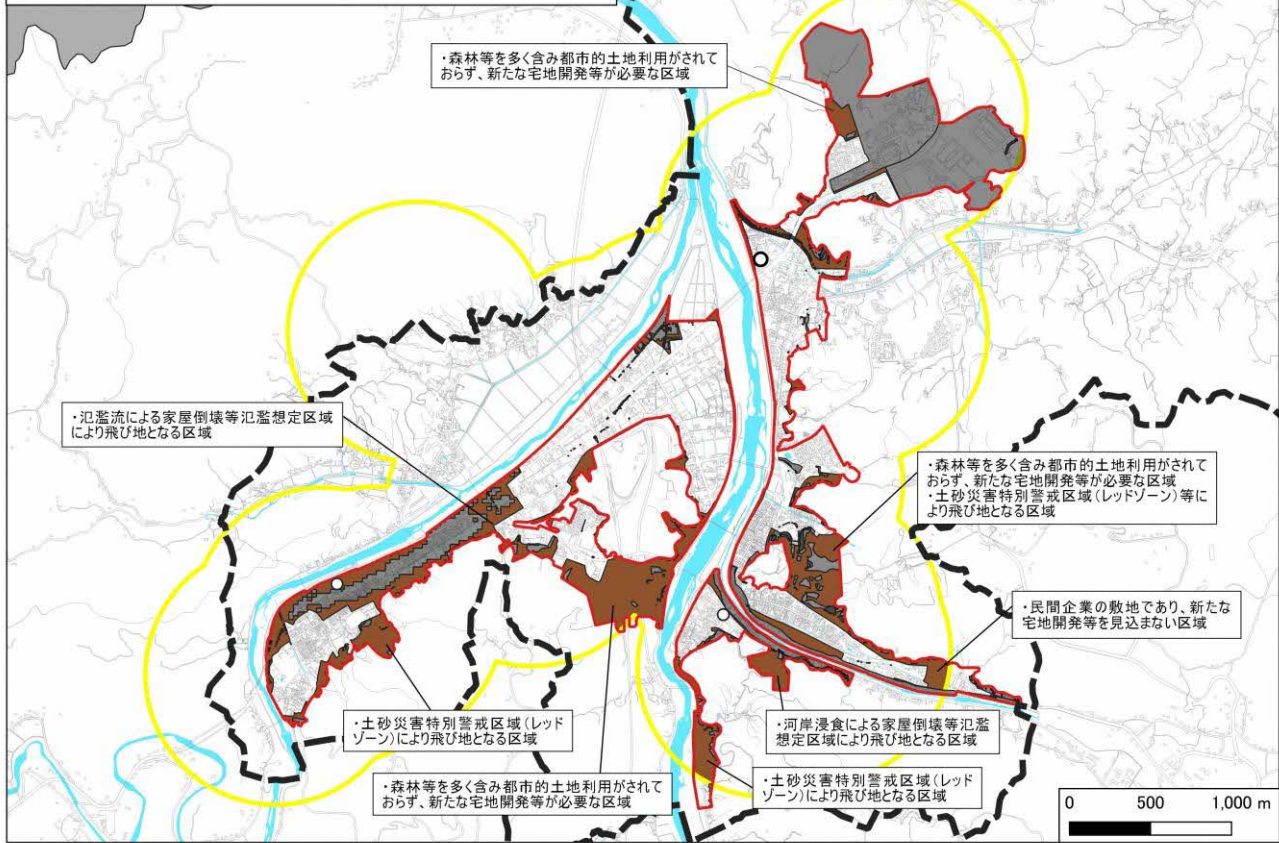 ・森林等を多く含み都市的土地利用がされて
おらず、新たな宅地開発等が必要な区域
・氾濫流による家屋倒壊等氾濫想定区域
により飛び地となる区域
・森林等を多く含み都市的土地利用がされて
おらず、新たな宅地開発等が必要な区域
・土砂災害特別警戒区域（レッドゾーン）等に
より飛び地となる区域
・民間企業の敷地であり、新たな
宅地開発等を見込まない区域
・土砂災害特別警戒区域（レッド
ゾーン）により飛び地となる区域
・河岸浸食による家屋倒壊等氾濫
想定区域により飛び地となる区域
・森林等を多く含み都市的土地利用がされて
おらず、新たな宅地開発等が必要な区域
・土砂災害特別警戒区域（レッド
ゾーン）により飛び地となる区域
0 500 1,000 m